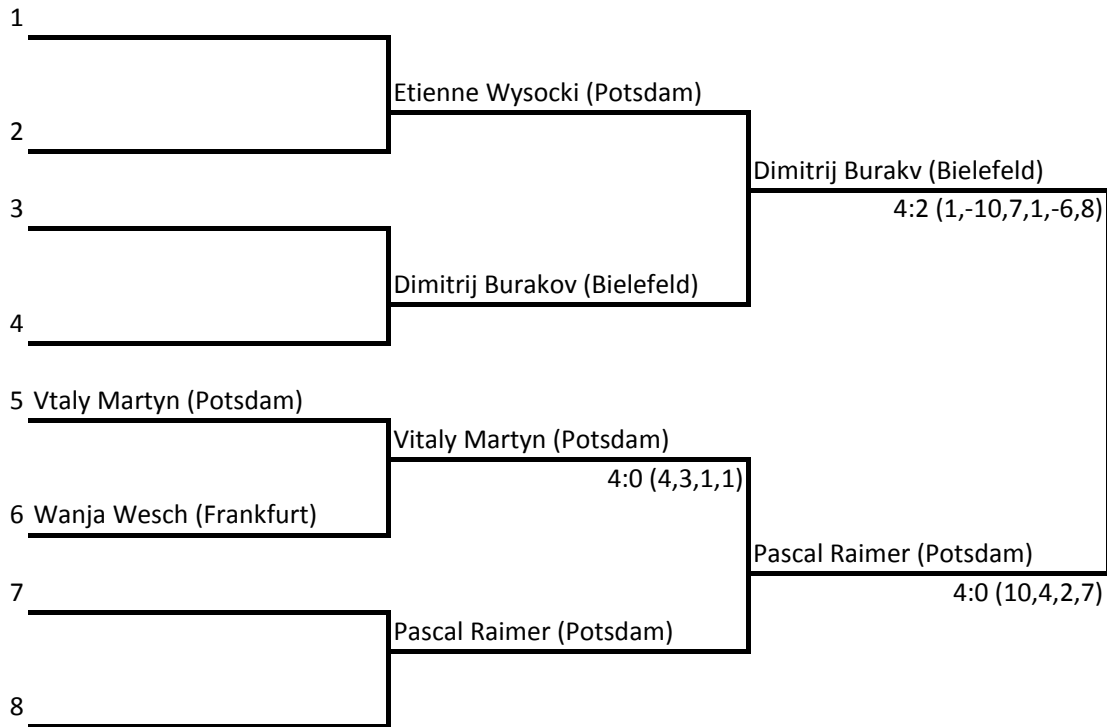 1
Etienne Wysocki (Potsdam)
2
Dimitrij Burakv (Bielefeld)
3
4:2 (1,-10,7,1,-6,8)
Dimitrij Burakov (Bielefeld)
4
5 Vtaly Martyn (Potsdam)
Vitaly Martyn (Potsdam)
4:0 (4,3,1,1)
6 Wanja Wesch (Frankfurt)
Pascal Raimer (Potsdam)
7
4:0 (10,4,2,7)
Pascal Raimer (Potsdam)
8